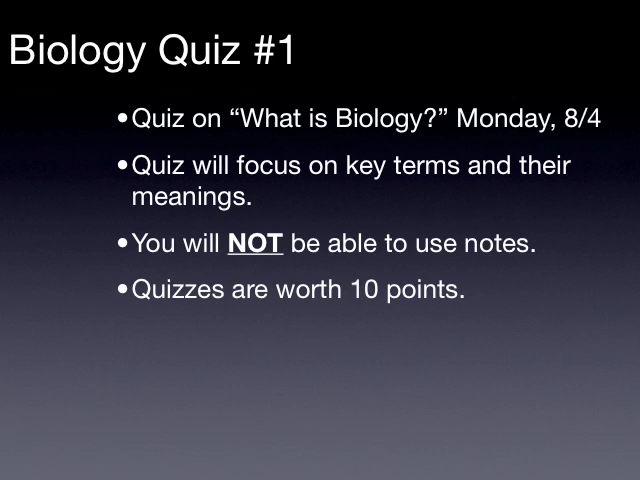 Biology Quiz #1
•Quiz on “What is Biology?” Monday, 8/4
•Quiz will focus on key terms and their
meanings.
•You will NOT be able to use notes.
•Quizzes are worth 10 points.